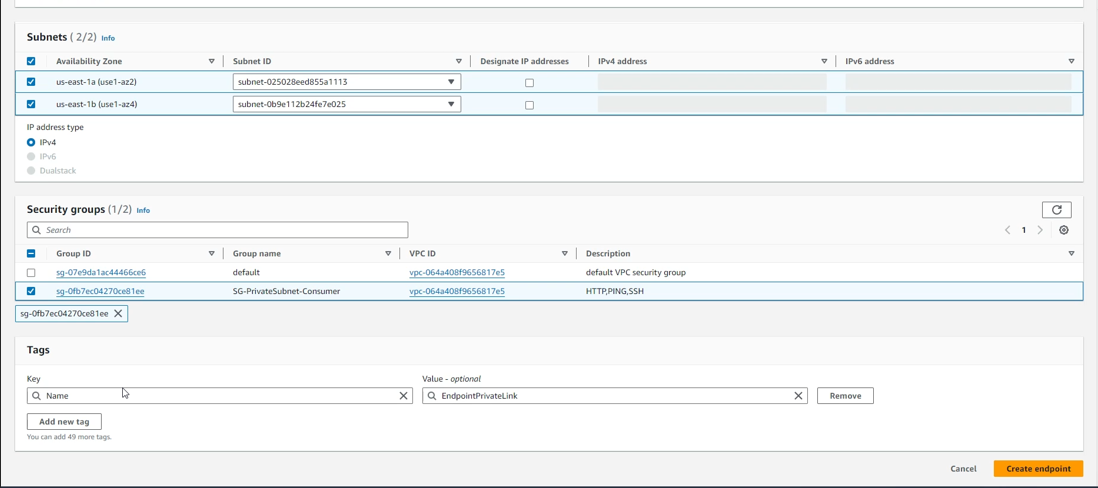 Subnets ( 2/2) Info
Availability Zone Subnet ID Designate IP addresses IPv4 address IPv6 address
us-east-1a (use1-az2) subnet-025028eed855a1113
us-east-1b (use1-az4) subnet-0b9e112b24fe7e025
IP address type
IPv4
IPv6
Dualstack
Security groups (1/2) Info
Search
1
Group ID Group name VPC ID Description
sg-07e9da1ac44466ce6 default vpc-064a408f9656817e5 default VPC security group
sg-0fb7ec04270ce81ee SG-PrivateSubnet-Consumer vpc-064a408f9656817e5 HTTP,PING,SSH
sg-0fb7ec04270ce81ee
Tags
Key Value - optional
Name EndpointPrivateLink Remove
Add new tag
You can add 49 more tags.
Cancel Create endpoint